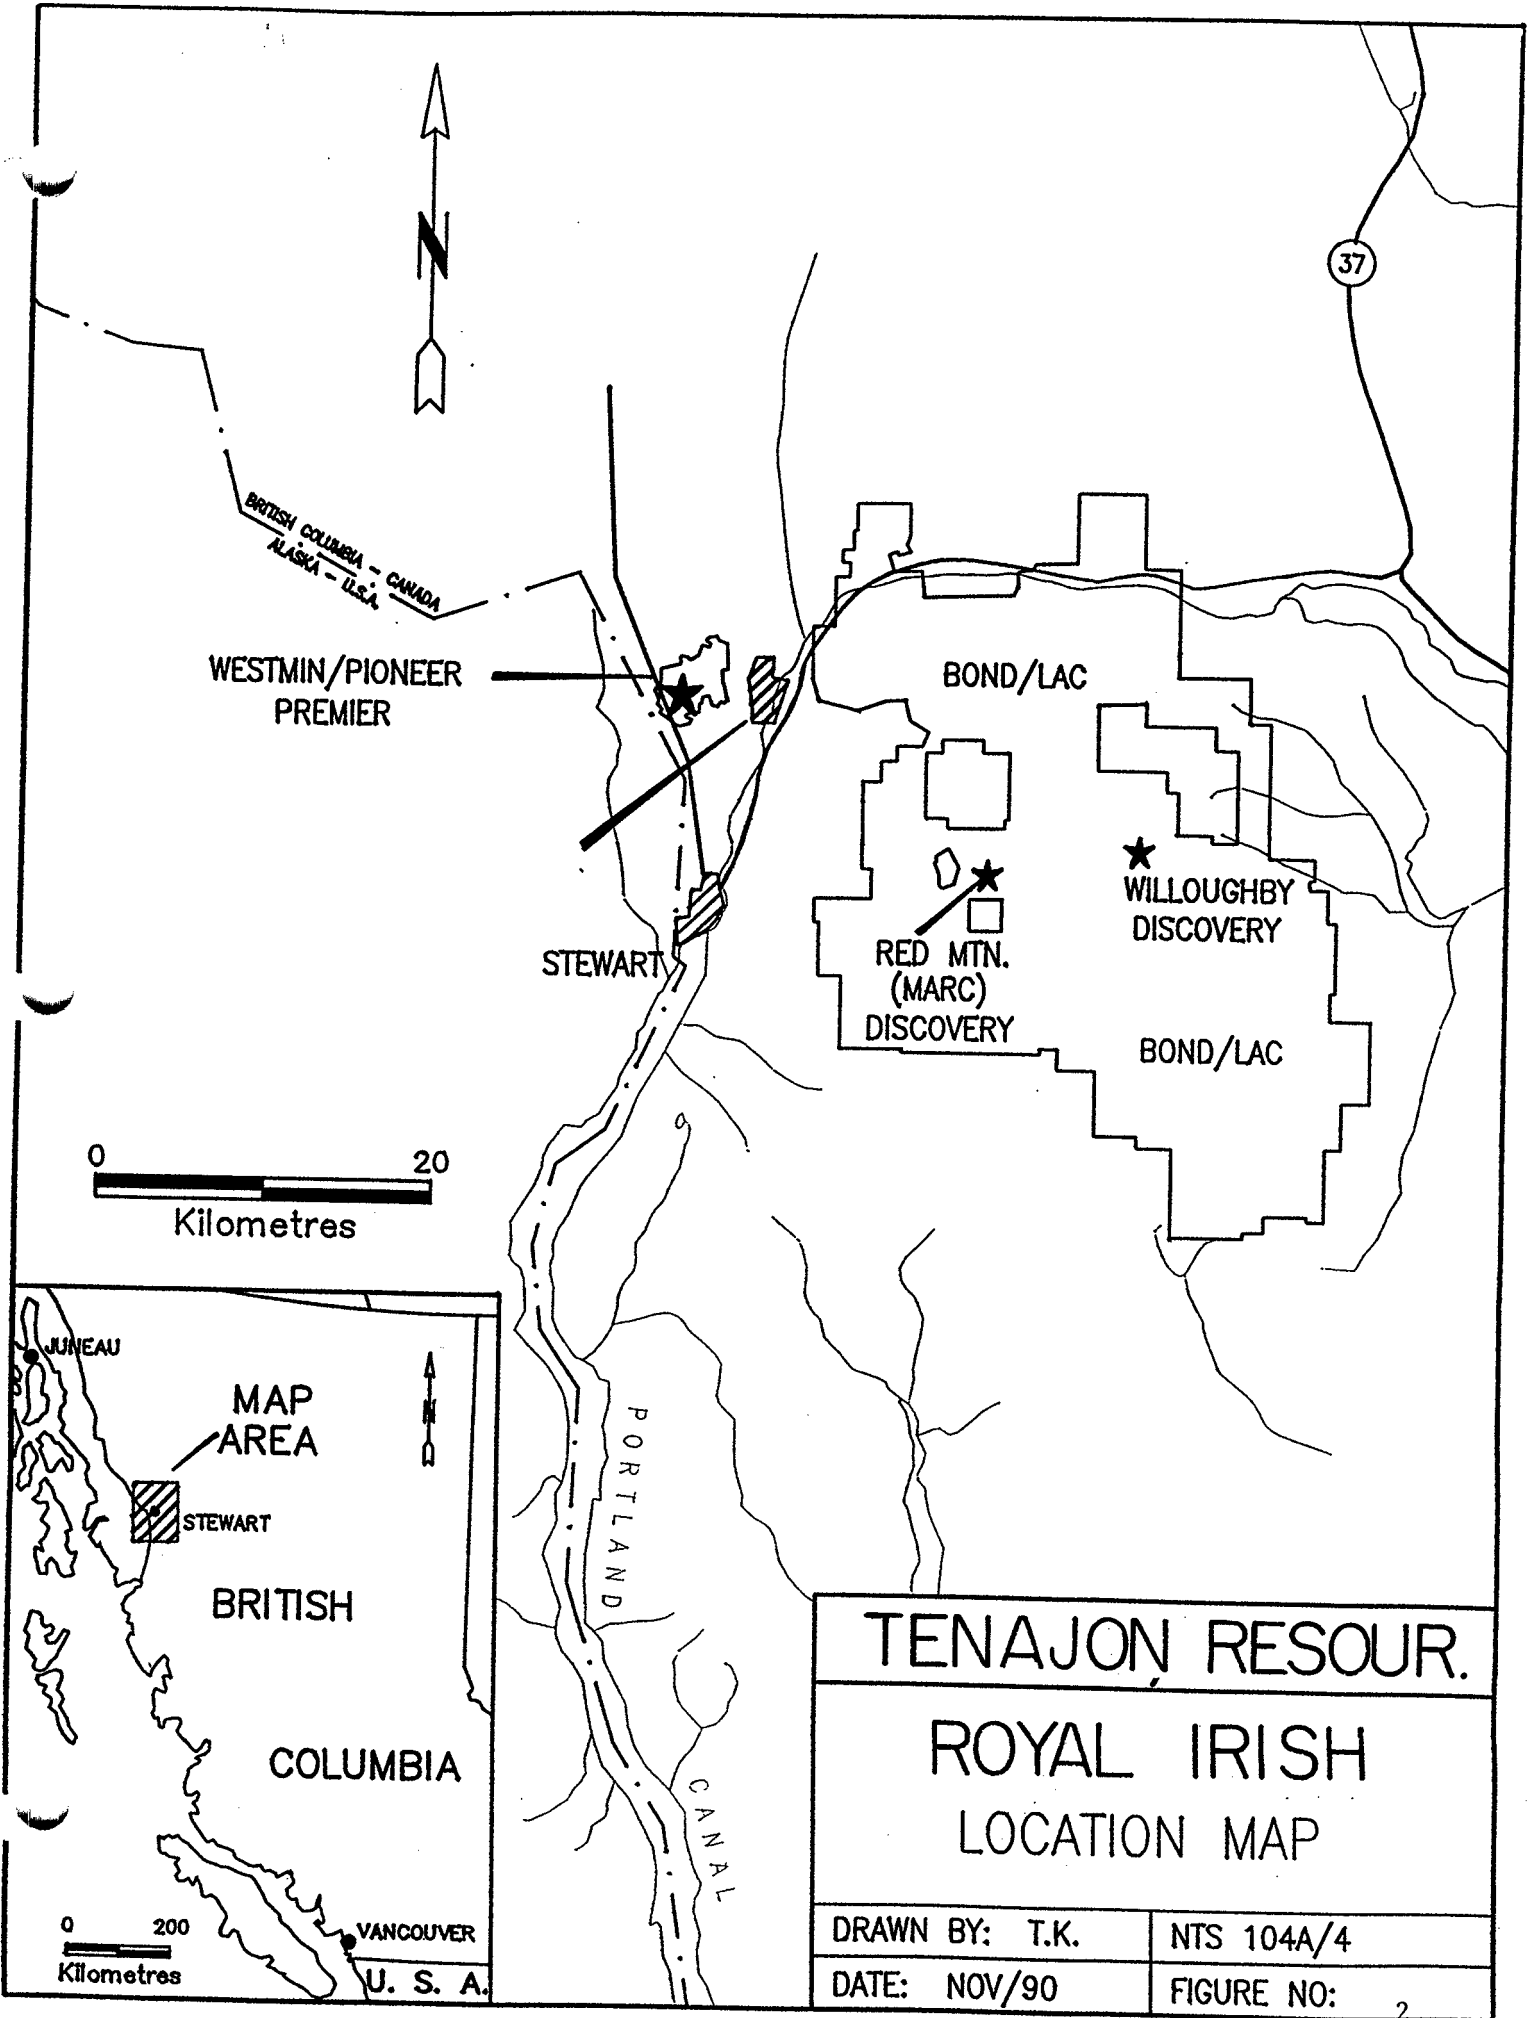 N
37
BRITISH COLUMBIA - CANADA
ALASKA - U.S.A.
WESTMIN/PIONEER
PREMIER
BOND/LAC
WILLOUGHBY
DISCOVERY
STEWART
RED MTN.
(MARC)
DISCOVERY
BOND/LAC
0 20
Kilometres
JUNEAU
MAP
AREA
N
STEWART
BRITISH
COLUMBIA
VANCOUVER
0 200
Kilometres
U. S. A.
PORTLAND
CANAL
TENAJON RESOUR.
ROYAL IRISH
LOCATION MAP
DRAWN BY: T.K.
NTS 104A/4
DATE: NOV/90
FIGURE NO: 2